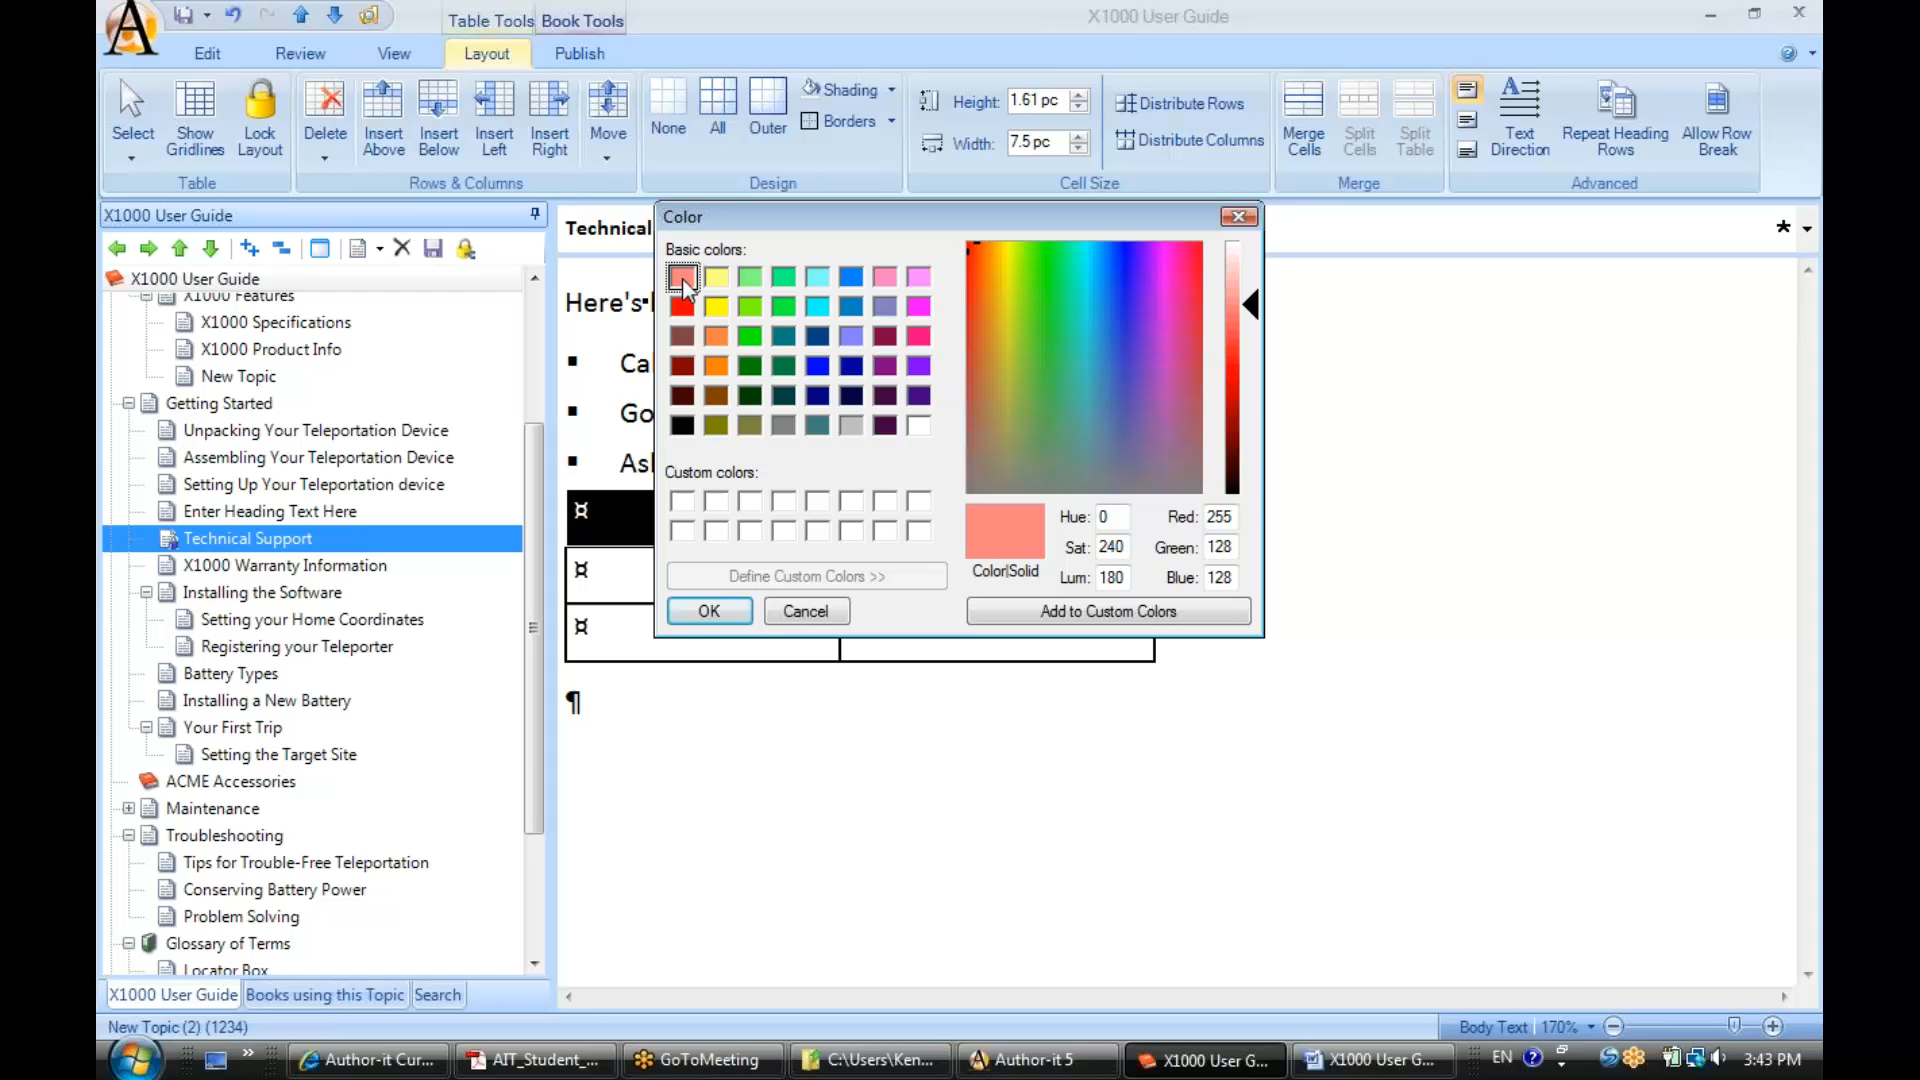 Table Tools Book Tools X1000 User Guide
Edit Review View Layout Publish
Select Show Gridlines Lock Layout
Table
Delete Insert Above Insert Below Insert Left Insert Right Move
Rows & Columns
None All Outer Shading Borders
Design
Height: 1.61 pc Distribute Rows
Width: 7.5 pc Distribute Columns
Cell Size
Merge Cells Split Cells Split Table
Merge
Text Direction Repeat Heading Rows Allow Row Break
Advanced
X1000 User Guide
X1000 User Guide
X1000 Features
X1000 Specifications
X1000 Product Info
New Topic
Getting Started
Unpacking Your Teleportation Device
Assembling Your Teleportation Device
Setting Up Your Teleportation device
Enter Heading Text Here
Technical Support
X1000 Warranty Information
Installing the Software
Setting your Home Coordinates
Registering your Teleporter
Battery Types
Installing a New Battery
Your First Trip
Setting the Target Site
ACME Accessories
Maintenance
Troubleshooting
Tips for Trouble-Free Teleportation
Conserving Battery Power
Problem Solving
Glossary of Terms
Locator Box
X1000 User Guide Books using this Topic Search
Technical *
Here's
¤
¤
¤
¶
Color
Basic colors:
Custom colors:
Define Custom Colors >>
OK Cancel
Color|Solid
Hue: 0 Red: 255
Sat: 240 Green: 128
Lum: 180 Blue: 128
Add to Custom Colors
New Topic (2) (1234) Body Text 170%
Author-it Cur... AIT_Student_... GoToMeeting C:\Users\Ken... Author-it 5 X1000 User G... X1000 User G... EN 3:43 PM